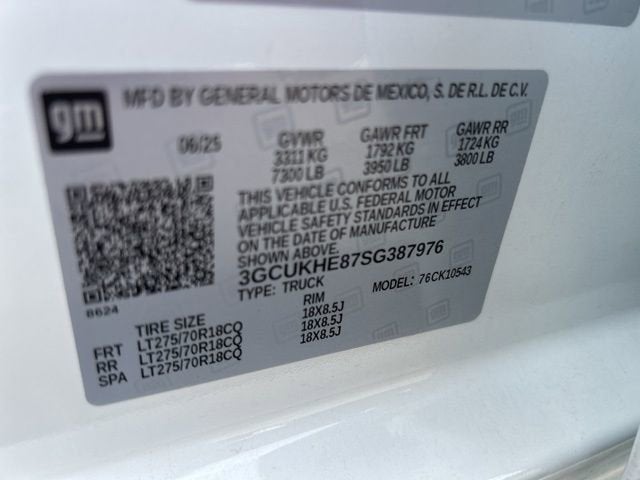 gm
MFD BY GENERAL MOTORS DE MEXICO, S. DE R.L. DE C.V.
06/25 GVWR GAWR FRT GAWR RR
3311 KG 1792 KG 1724 KG
7300 LB 3950 LB 3800 LB
THIS VEHICLE CONFORMS TO ALL
APPLICABLE U.S. FEDERAL MOTOR
VEHICLE SAFETY STANDARDS IN EFFECT
ON THE DATE OF MANUFACTURE
SHOWN ABOVE.
3GCUKHE87SG387976
TYPE: TRUCK MODEL: 76CK10543
8624
TIRE SIZE RIM
FRT LT275/70R18CQ 18X8.5J
RR LT275/70R18CQ 18X8.5J
SPA LT275/70R18CQ 18X8.5J